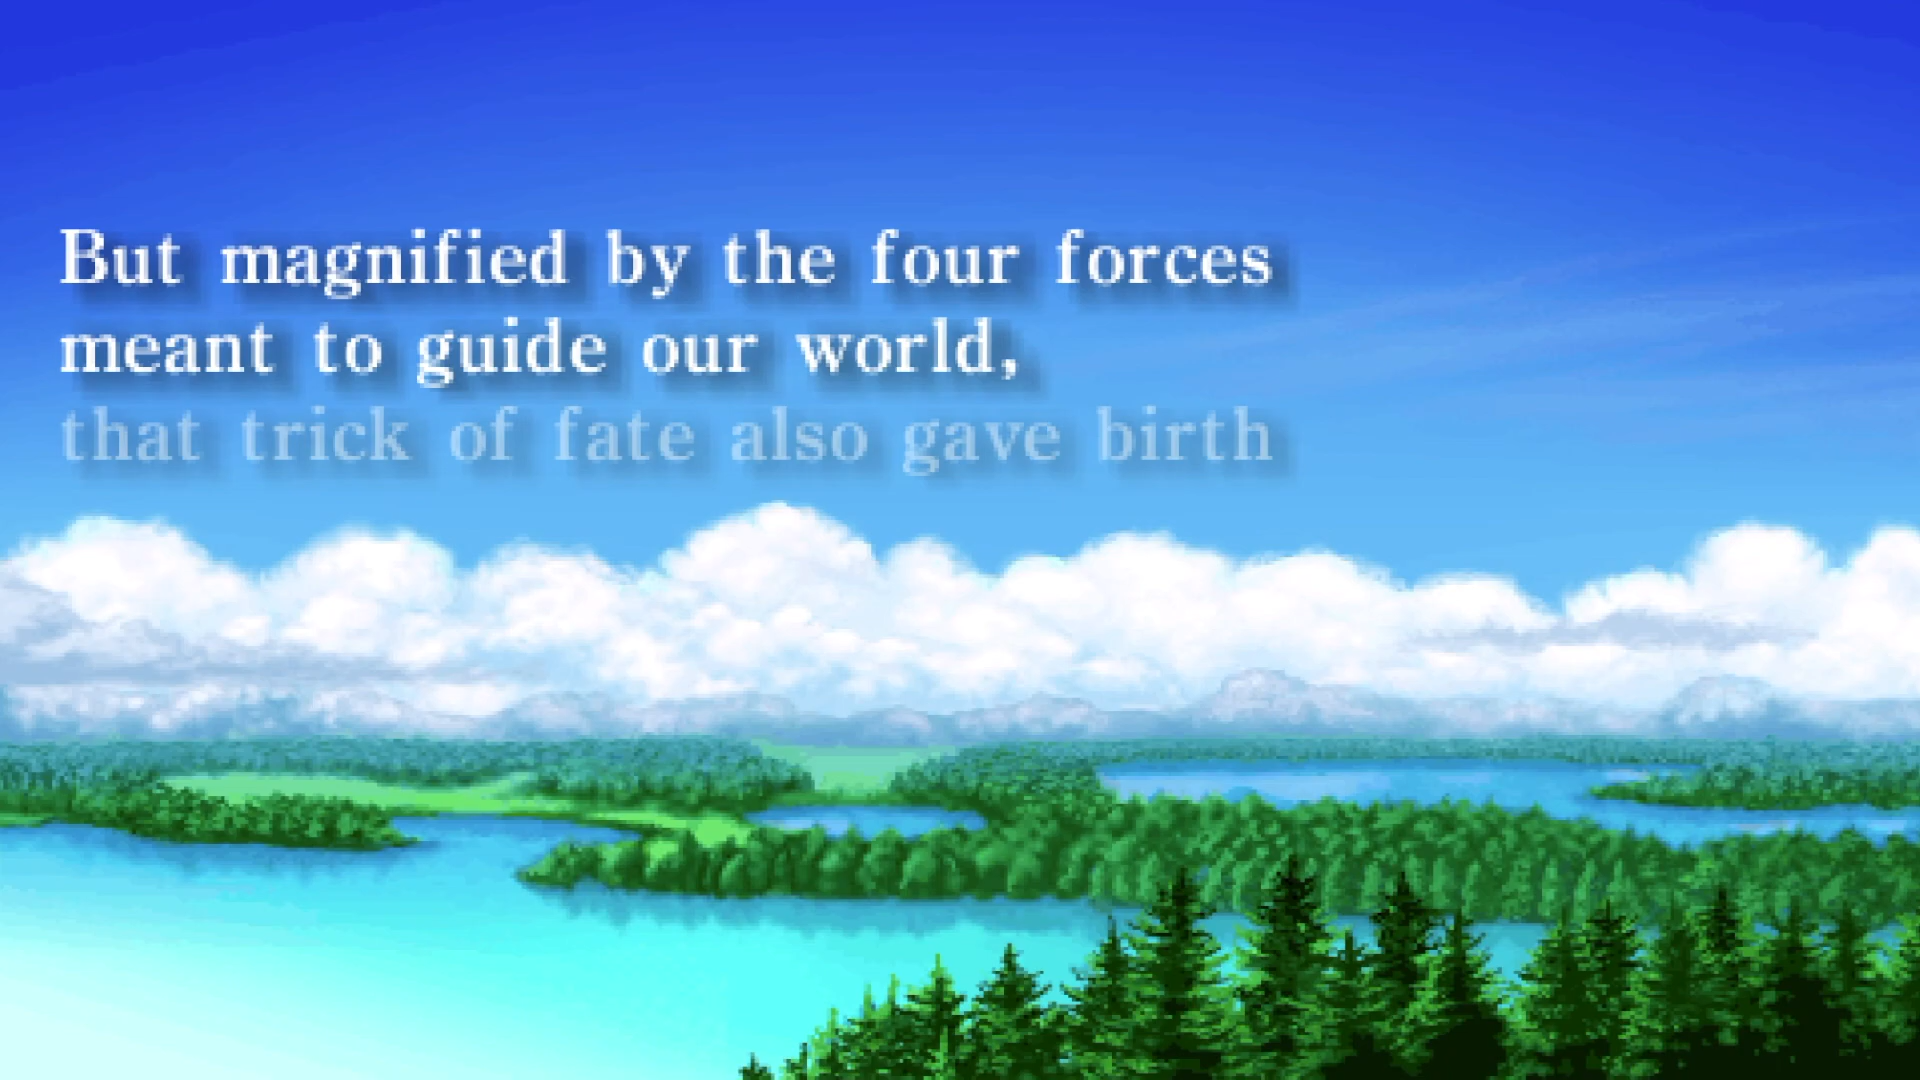 But magnified by the four forces
meant to guide our world,
that trick of fate also gave birth